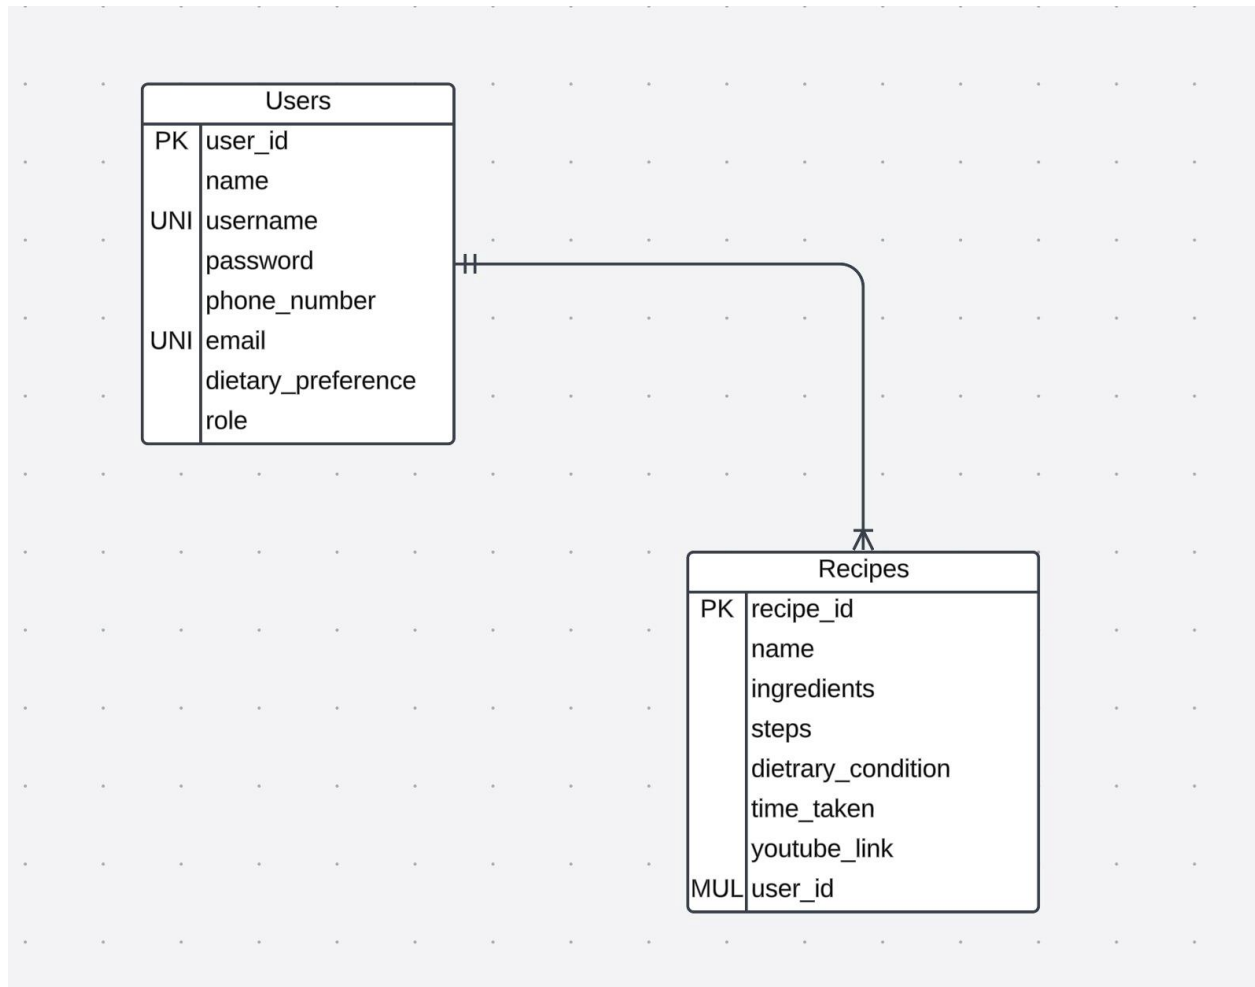 Users
PK user_id
name
UNI username
password
phone_number
UNI email
dietary_preference
role
Recipes
PK recipe_id
name
ingredients
steps
dietrary_condition
time_taken
youtube_link
MUL user_id